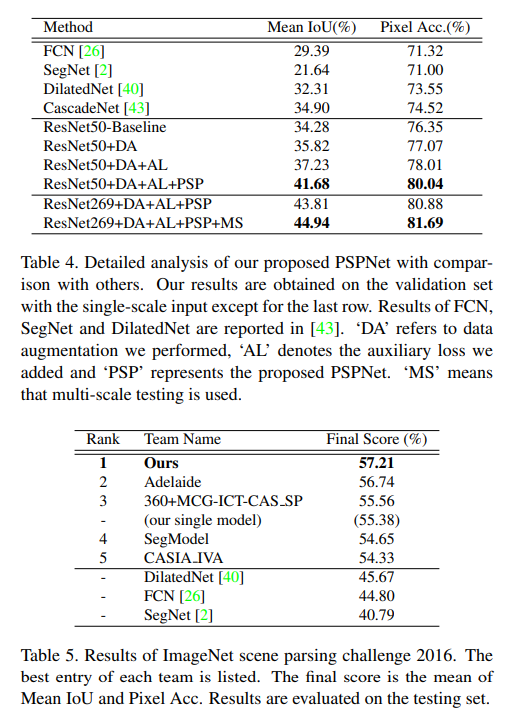 Method Mean IoU(%) Pixel Acc.(%)
FCN [26] 29.39 71.32
SegNet [2] 21.64 71.00
DilatedNet [40] 32.31 73.55
CascadeNet [43] 34.90 74.52
ResNet50-Baseline 34.28 76.35
ResNet50+DA 35.82 77.07
ResNet50+DA+AL 37.23 78.01
ResNet50+DA+AL+PSP 41.68 80.04
ResNet269+DA+AL+PSP 43.81 80.88
ResNet269+DA+AL+PSP+MS 44.94 81.69
Table 4. Detailed analysis of our proposed PSPNet with compar-
ison with others. Our results are obtained on the validation set
with the single-scale input except for the last row. Results of FCN,
SegNet and DilatedNet are reported in [43]. ‘DA’ refers to data
augmentation we performed, ‘AL’ denotes the auxiliary loss we
added and ‘PSP’ represents the proposed PSPNet. ‘MS’ means
that multi-scale testing is used.
Rank Team Name Final Score (%)
1 Ours 57.21
2 Adelaide 56.74
3 360+MCG-ICT-CAS_SP 55.56
- (our single model) (55.38)
4 SegModel 54.65
5 CASIA_IVA 54.33
- DilatedNet [40] 45.67
- FCN [26] 44.80
- SegNet [2] 40.79
Table 5. Results of ImageNet scene parsing challenge 2016. The
best entry of each team is listed. The final score is the mean of
Mean IoU and Pixel Acc. Results are evaluated on the testing set.